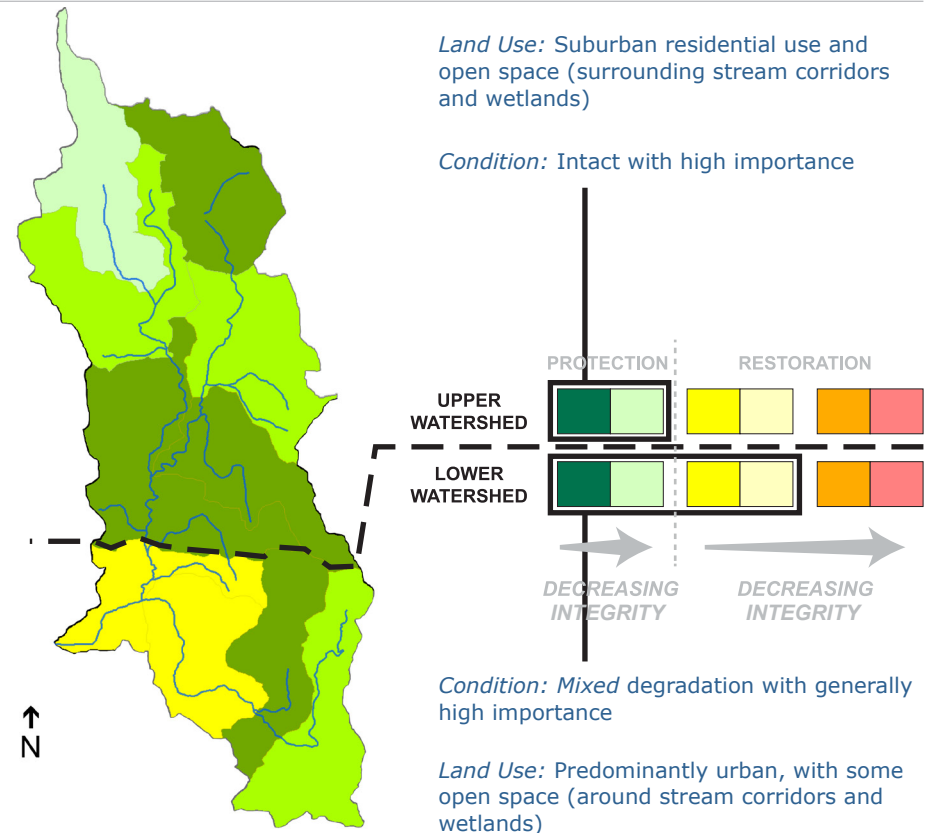 Land Use: Suburban residential use and
open space (surrounding stream corridors
and wetlands)
Condition: Intact with high importance
PROTECTION
RESTORATION
UPPER
WATERSHED
LOWER
WATERSHED
DECREASING
INTEGRITY
DECREASING
INTEGRITY
Condition: Mixed degradation with generally
high importance
N
Land Use: Predominantly urban, with some
open space (around stream corridors and
wetlands)